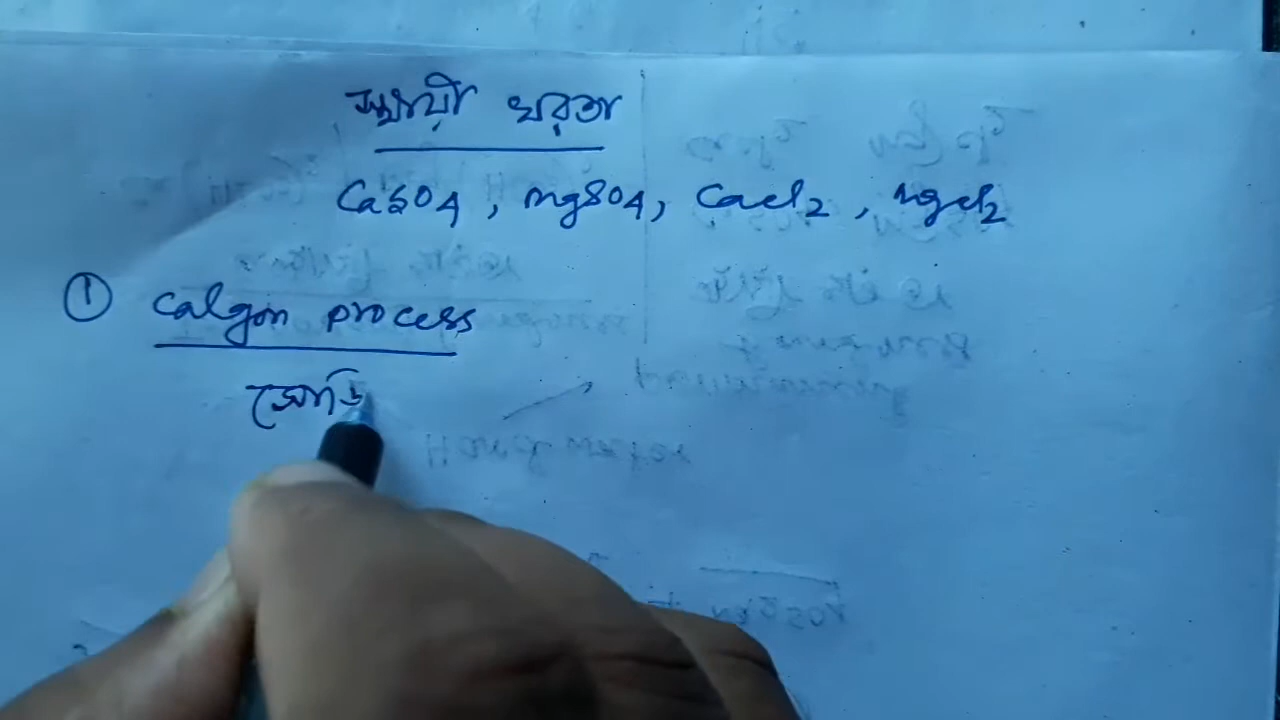 স্থায়ী খরতা
CaSO4, MgSO4, CaCl2, MgCl2
① Calgon process
সোডি